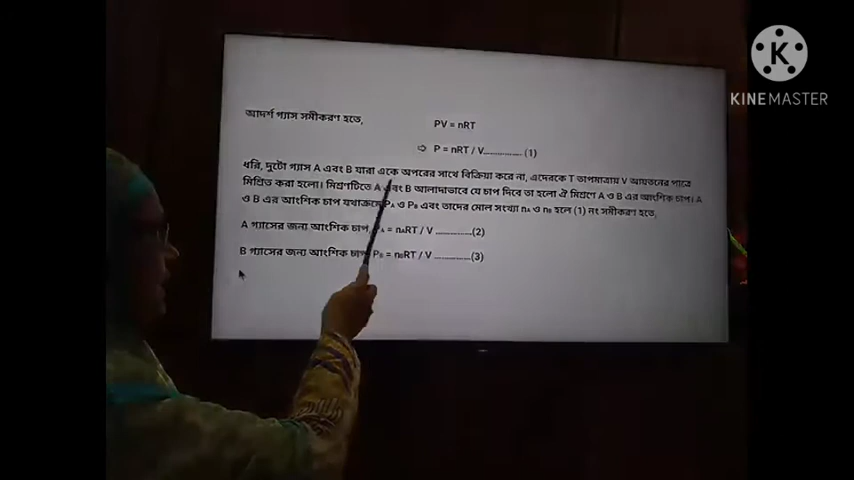 আদর্শ গ্যাস সমীকরণ হতে,
PV = nRT
⇨ P = nRT / V................. (1)
ধরি, দুটো গ্যাস A এবং B যারা একে অপরের সাথে বিক্রিয়া করে না, এদেরকে T তাপমাত্রায় V আয়তনের পাত্রে
মিশ্রিত করা হলো। মিশ্রণটিতে A এবং B আলাদাভাবে যে চাপ দিবে তা হলো ঐ মিশ্রণে A ও B এর আংশিক চাপ। A
ও B এর আংশিক চাপ যথাক্রমে PA ও PB এবং তাদের মোল সংখ্যা nA ও nB হলে (1) নং সমীকরণ হতে,
A গ্যাসের জন্য আংশিক চাপ, PA = nART / V ...............(2)
B গ্যাসের জন্য আংশিক চাপ PB = nBRT / V ...............(3)
K
KINEMASTER